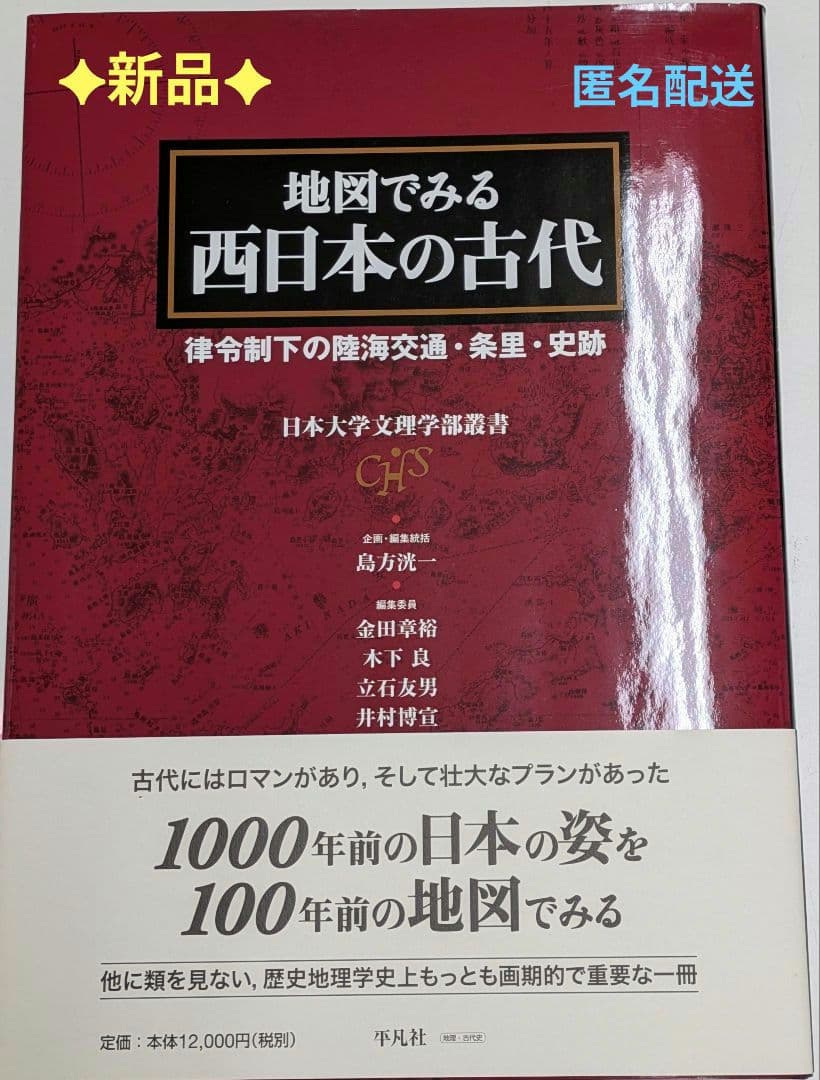 ✦新品✦
匿名配送
地図でみる
西日本の古代
律令制下の陸海交通・条里・史跡
日本大学文理学部叢書
CHS
企画・編集統括
島方洸一
編集委員
金田章裕
木下 良
立石友男
井村博宣
AKI NADA
古代にはロマンがあり, そして壮大なプランがあった
1000年前の日本の姿を
100年前の地図でみる
他に類を見ない, 歴史地理学史上もっとも画期的で重要な一冊
定価：本体12,000円(税別)
平凡社
地理・古代史